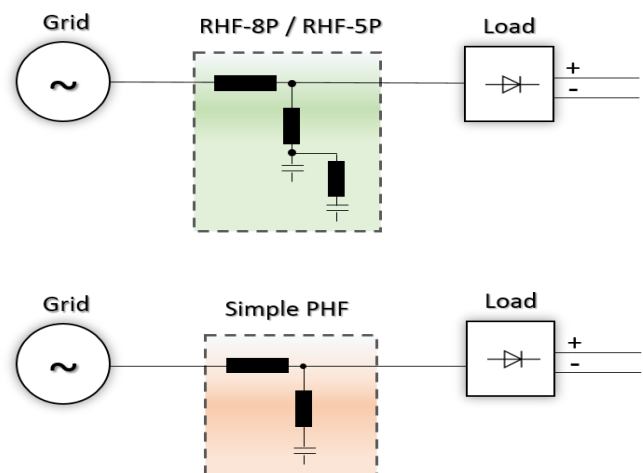 Grid
RHF-8P / RHF-5P
Load
~
+
-
Grid
Simple PHF
Load
~
+
-